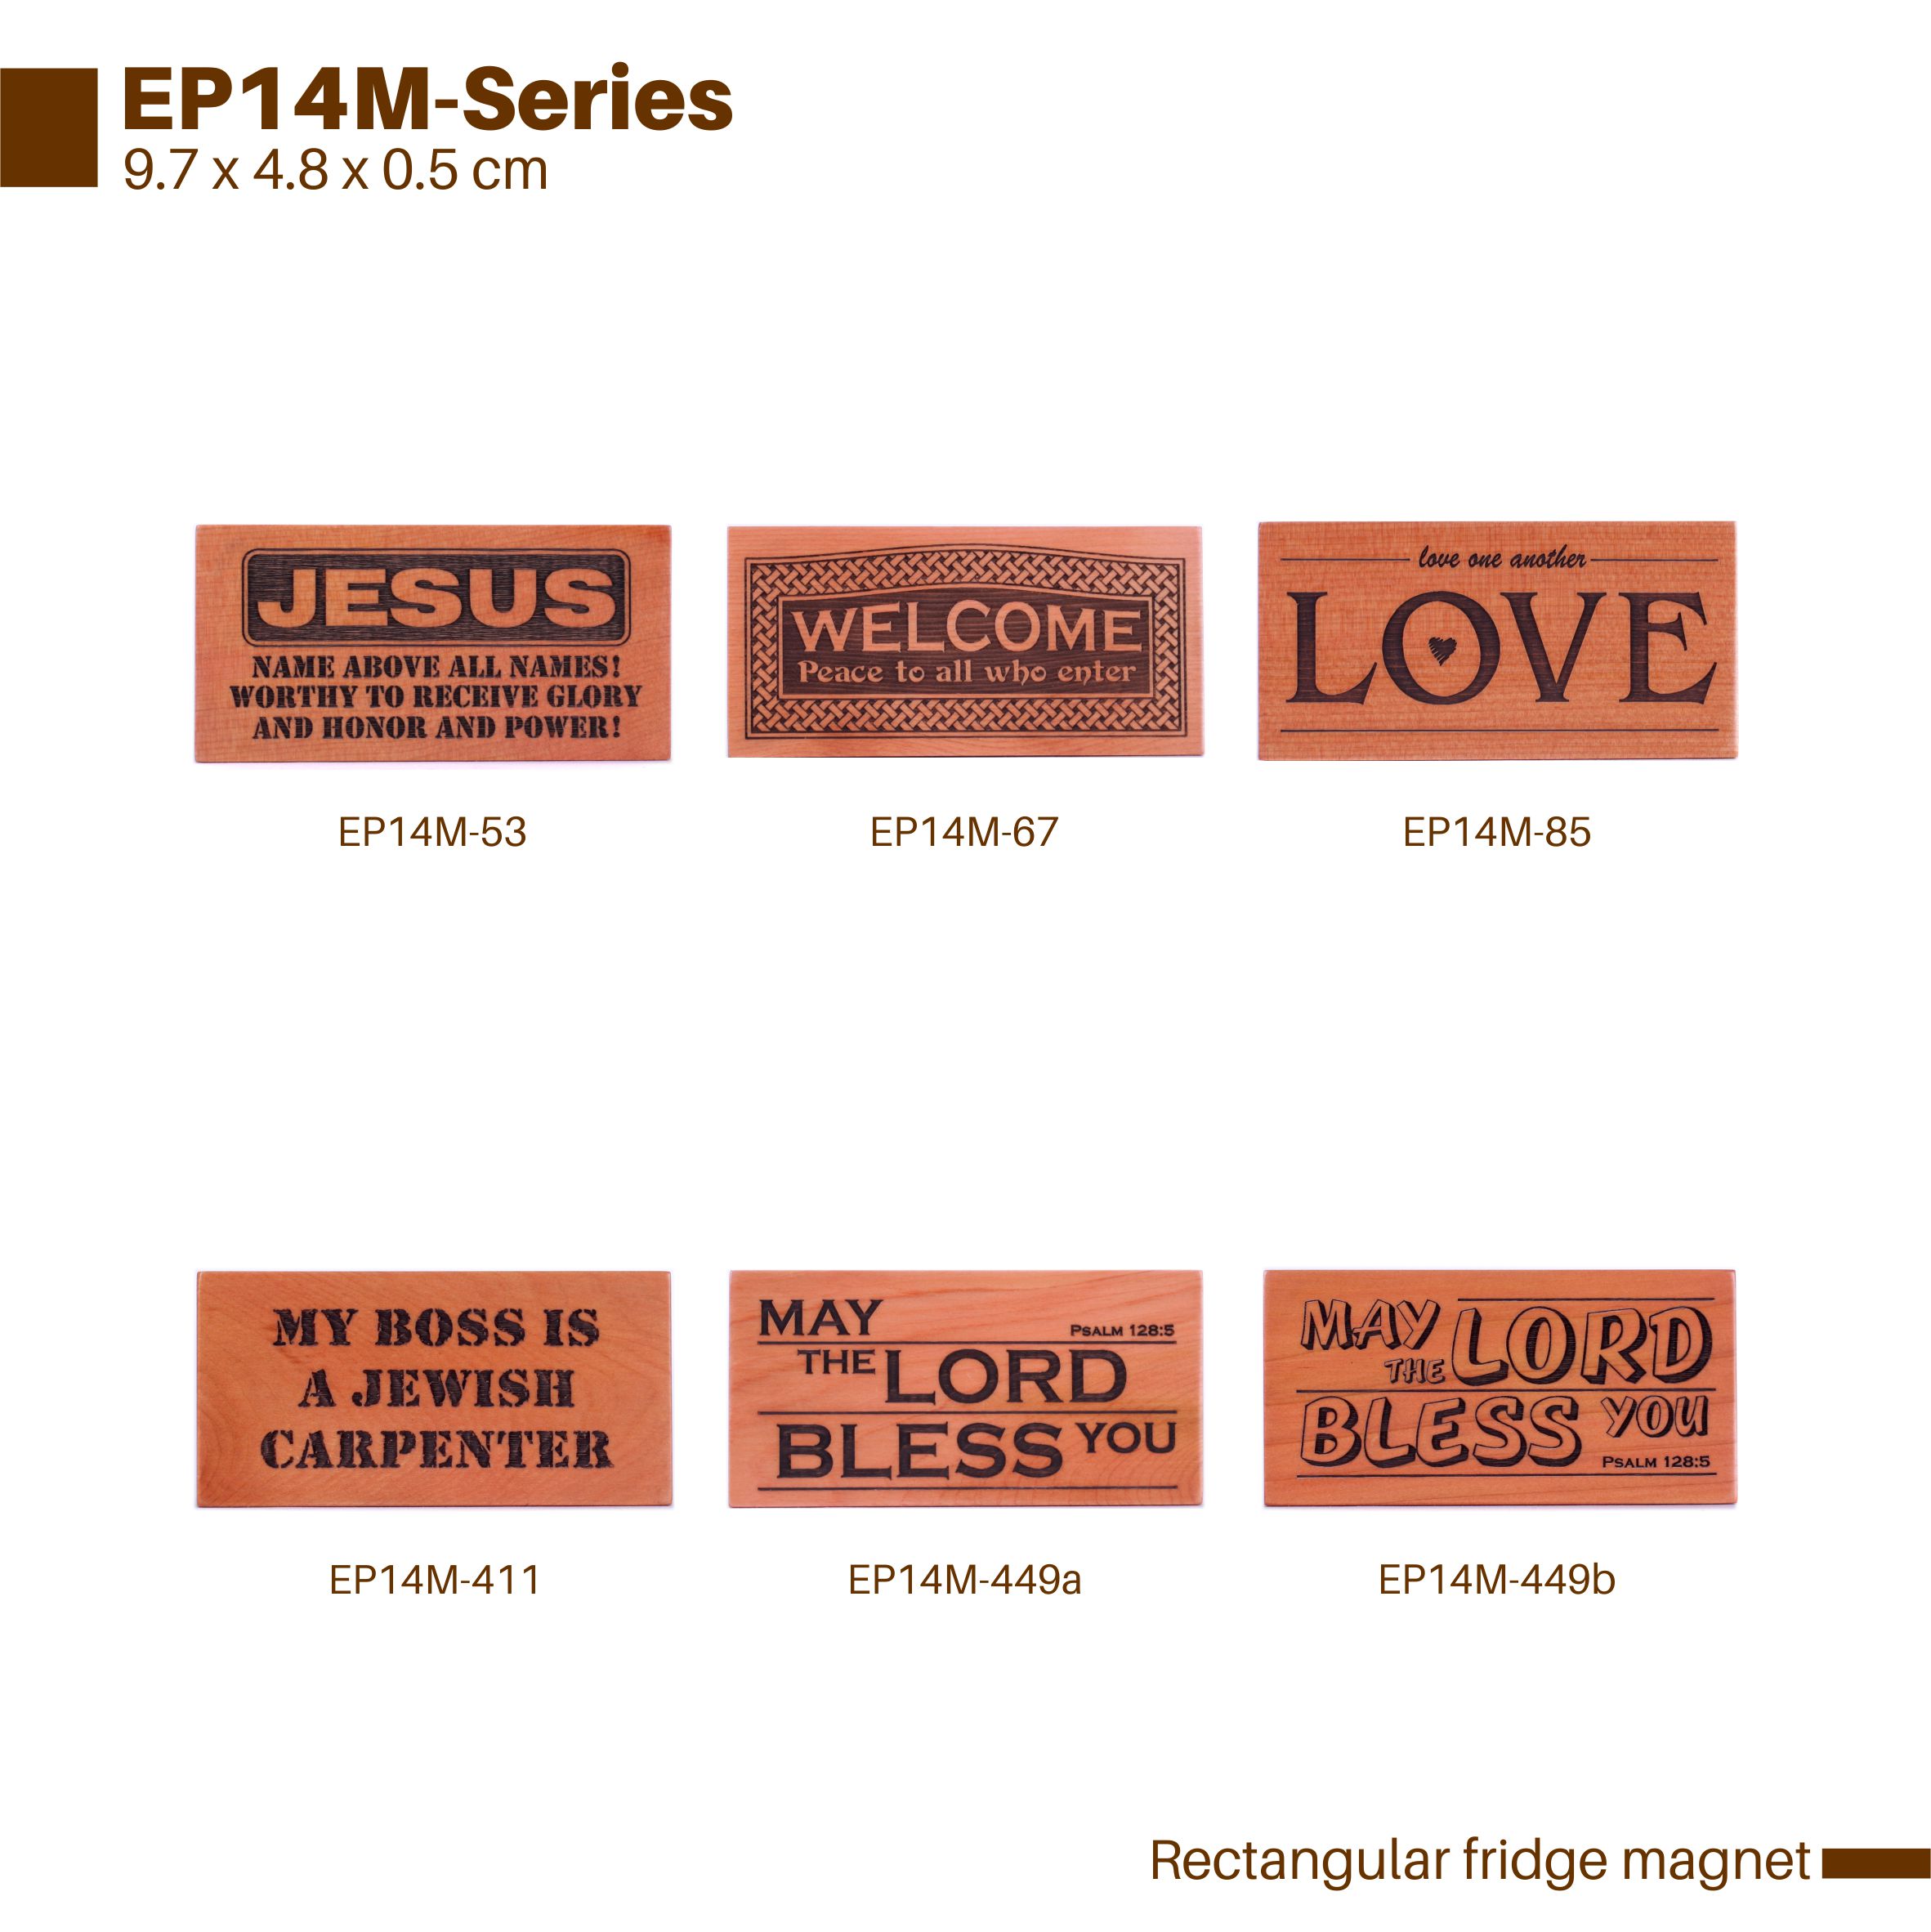 EP14M-Series
9.7 x 4.8 x 0.5 cm
JESUS
NAME ABOVE ALL NAMES!
WORTHY TO RECEIVE GLORY
AND HONOR AND POWER!
EP14M-53
WELCOME
Peace to all who enter
EP14M-67
love one another
LOVE
EP14M-85
MY BOSS IS
A JEWISH
CARPENTER
EP14M-411
MAY
PSALM 128:5
THE LORD
BLESS YOU
EP14M-449a
MAY
THE LORD
BLESS YOU
PSALM 128:5
EP14M-449b
Rectangular fridge magnet